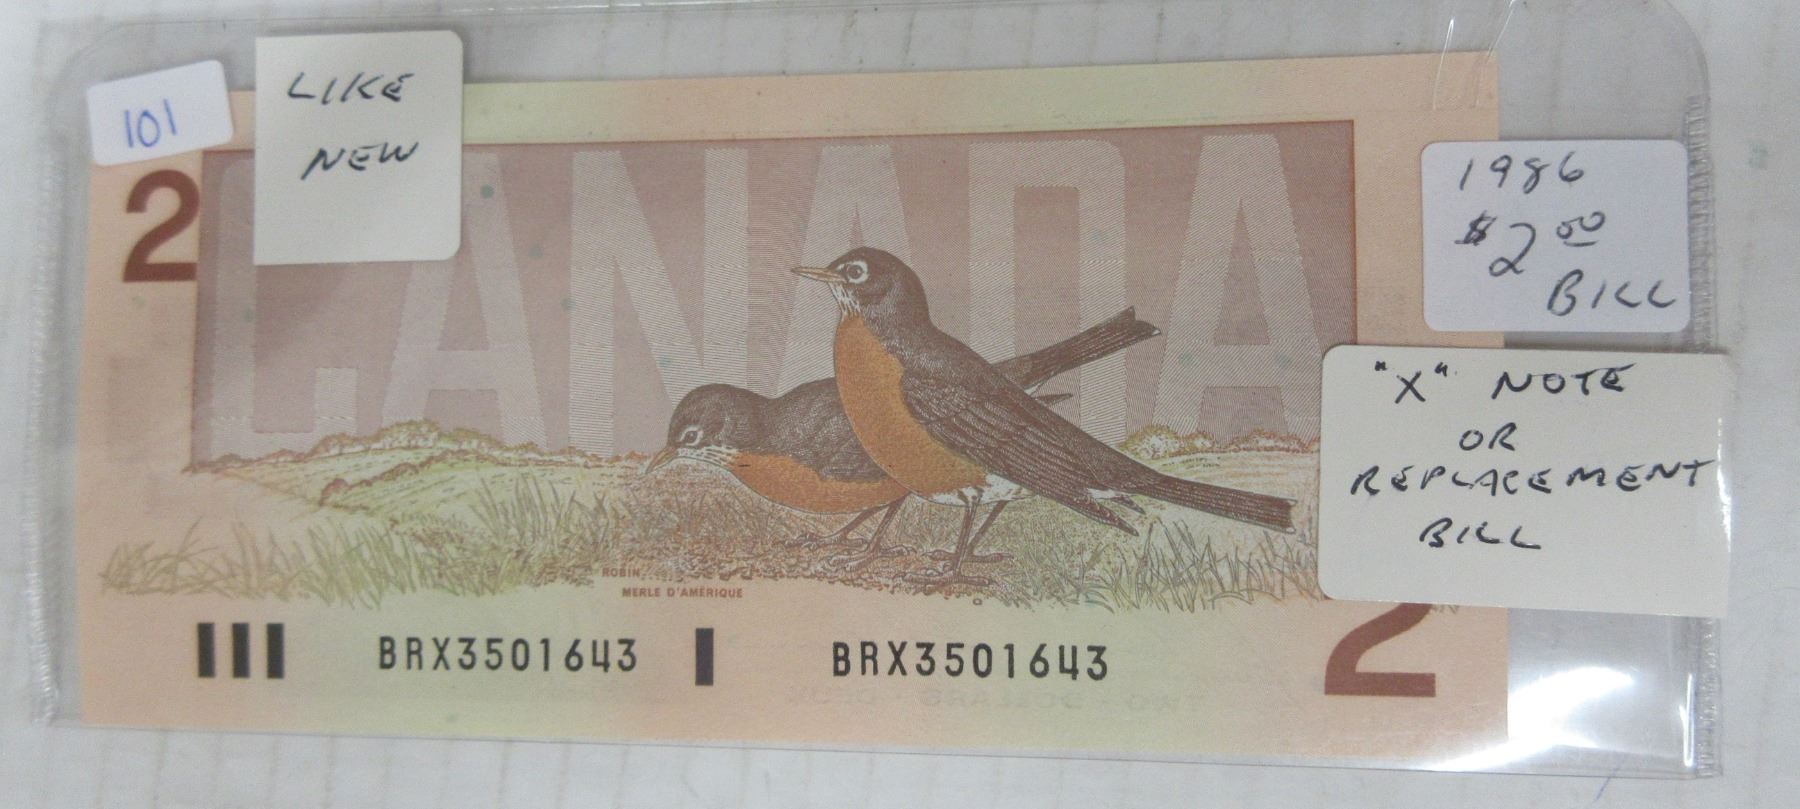 101
LIKE
NEW
1986
$2.00
BILL
"X" NOTE
OR
REPLACEMENT
BILL
2
CANADA
ROBIN
MERLE D'AMÉRIQUE
BRX3501643
BRX3501643
2